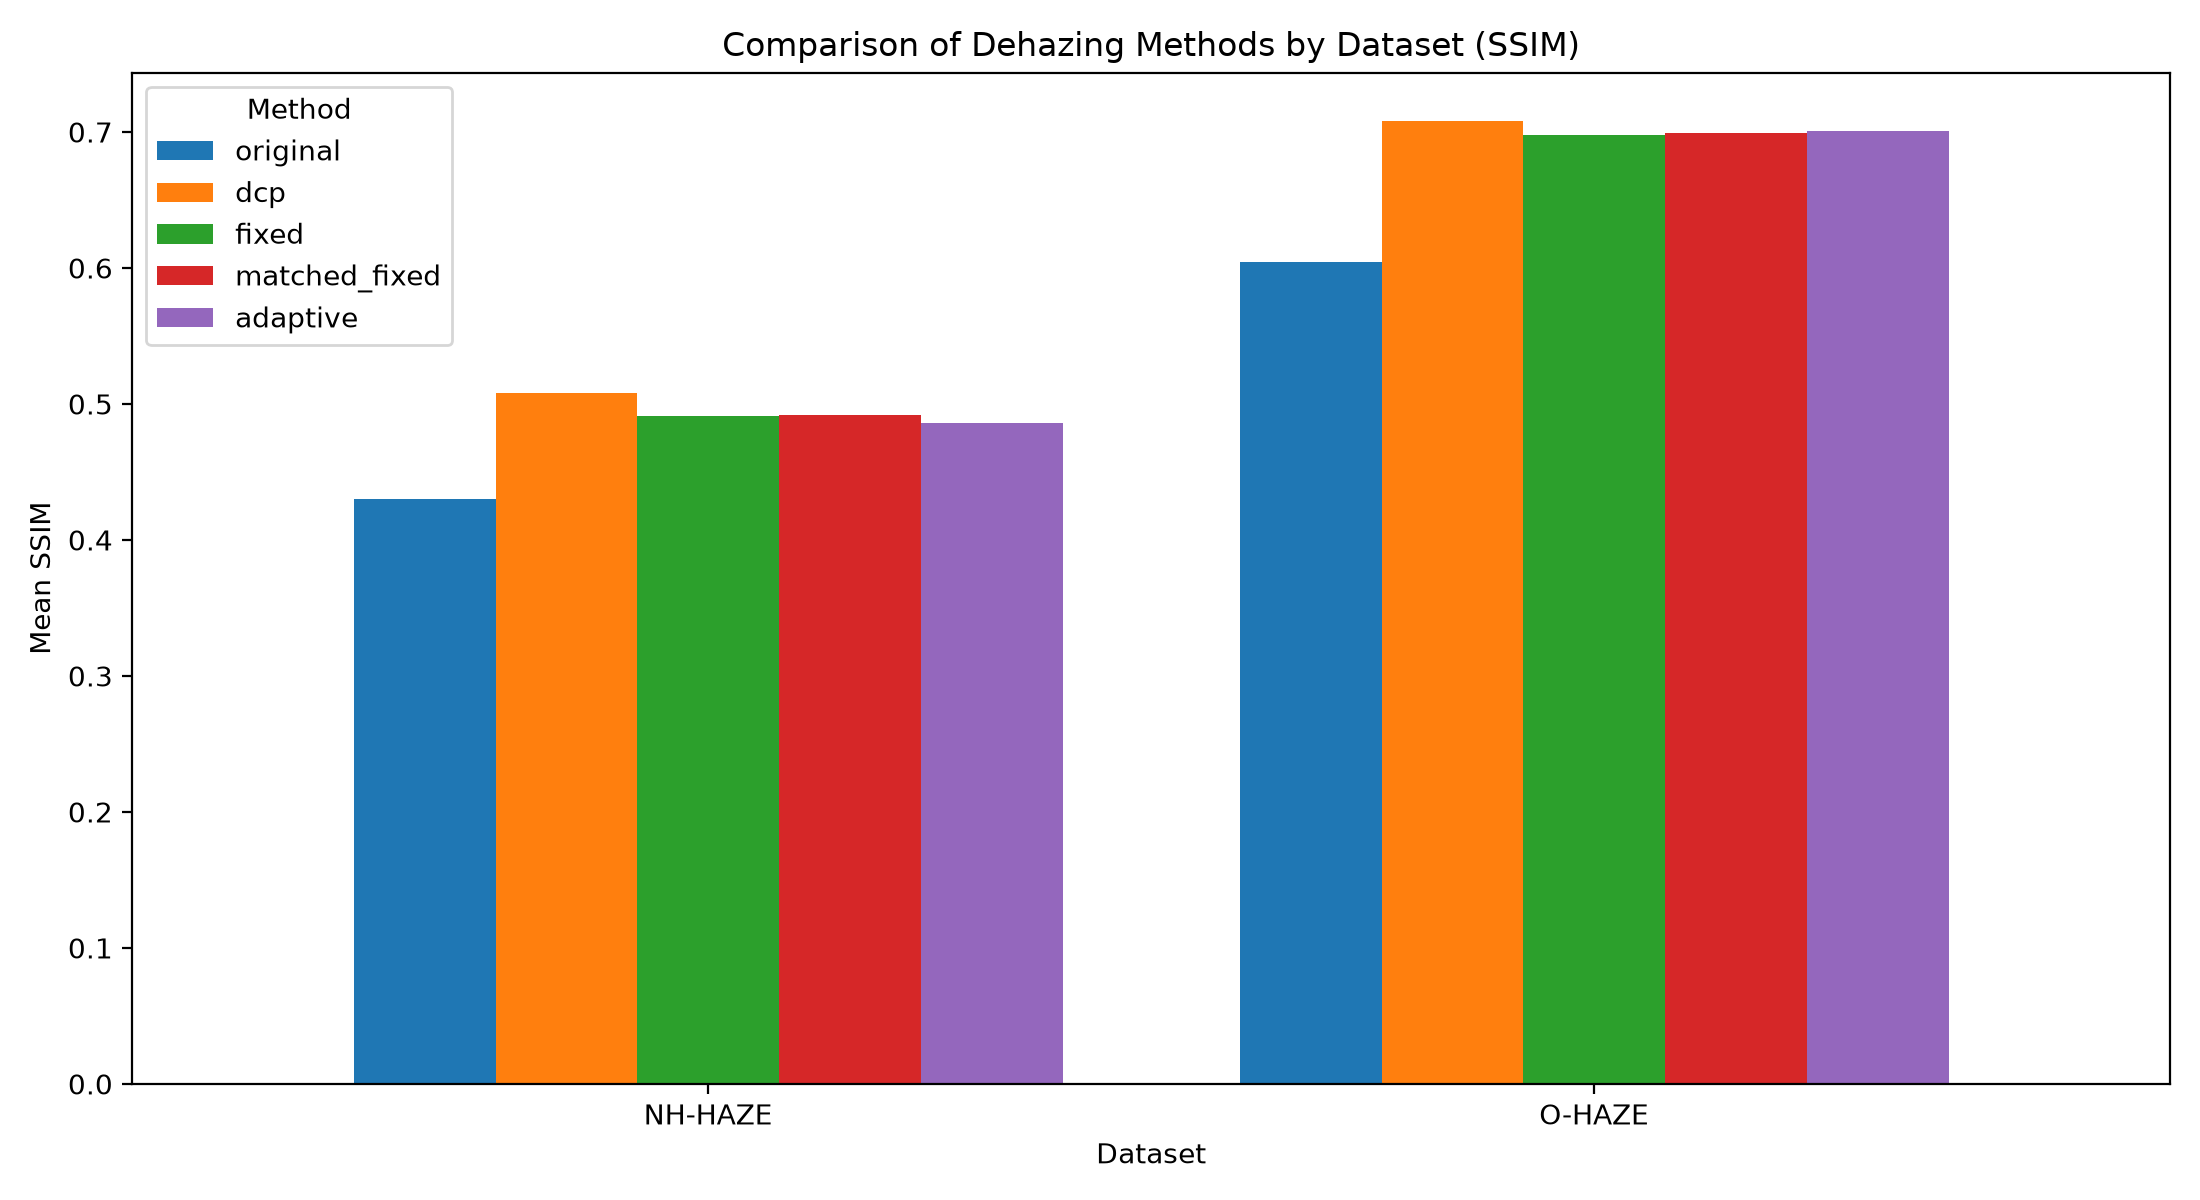 Comparison of Dehazing Methods by Dataset (SSIM)
Method
original
dcp
fixed
matched_fixed
adaptive
Mean SSIM
0.7
0.6
0.5
0.4
0.3
0.2
0.1
0.0
NH-HAZE
O-HAZE
Dataset